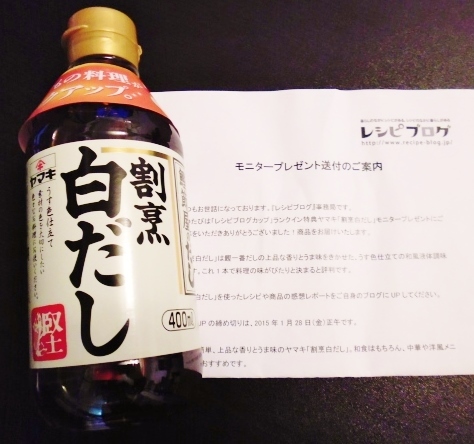 の料理が
アップ
ヤマキ
割烹
白だし
うす色仕立て。
素材の色を大切にしたい
400ml
レシピブログ
http://www.recipe-blog.jp/
モニタープレゼント送付のご案内
もお世話になっております。『レシピブログ』事務局です。
たびは「レシピブログカップ」ランクイン特典ヤマキ「割烹白だし」モニタープレゼントにご
をいただきありがとうございました!商品をお届けいたします。
白だし」は鰹一番だしの上品な香りとうま味をきかせた、うす色仕立ての和風液体調味
。これ1本で料理の味がぴたりと決まると評判です。
白だし」を使ったレシピや商品の感想レポートをご自身のブログにUPしてください。
UPの締め切りは、2015年1月26日(金)正午です。
簡単、上品な香りとうま味のヤマキ「割烹白だし」、和食はもちろん、中華や洋風メニ
おすすめです。